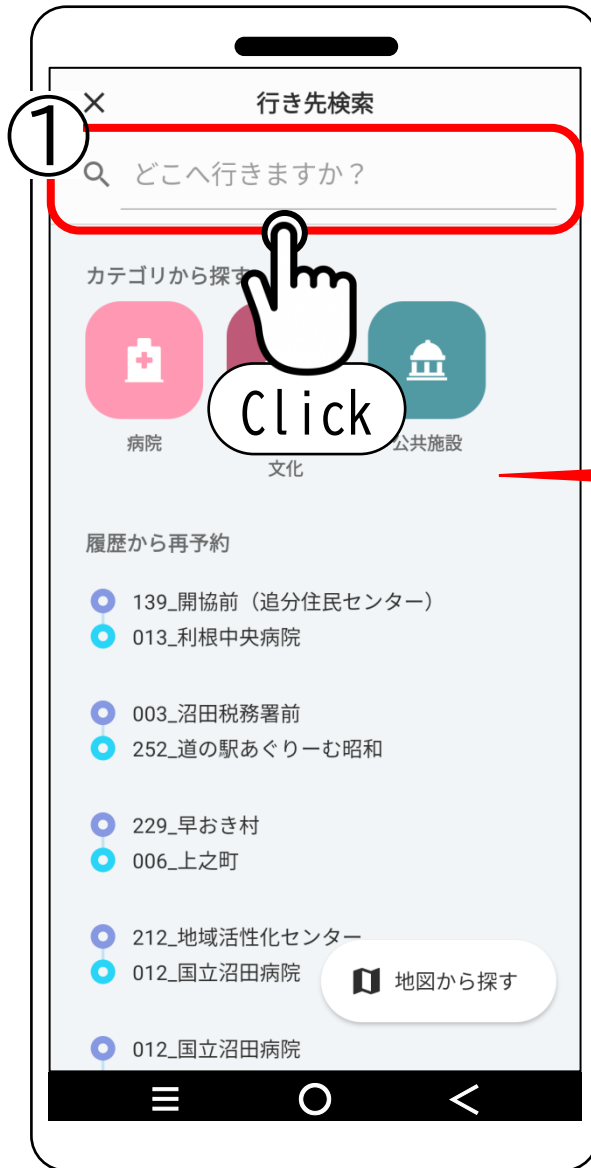 ①
行き先検索
どこへ行きますか？
カテゴリから探す
Click
病院
公共施設
文化
履歴から再予約
139_開協前（追分住民センター）
013_利根中央病院
003_沼田税務署前
252_道の駅あぐりーむ昭和
229_早おき村
006_上之町
212_地域活性化センター
012_国立沼田病院
地図から探す
012_国立沼田病院